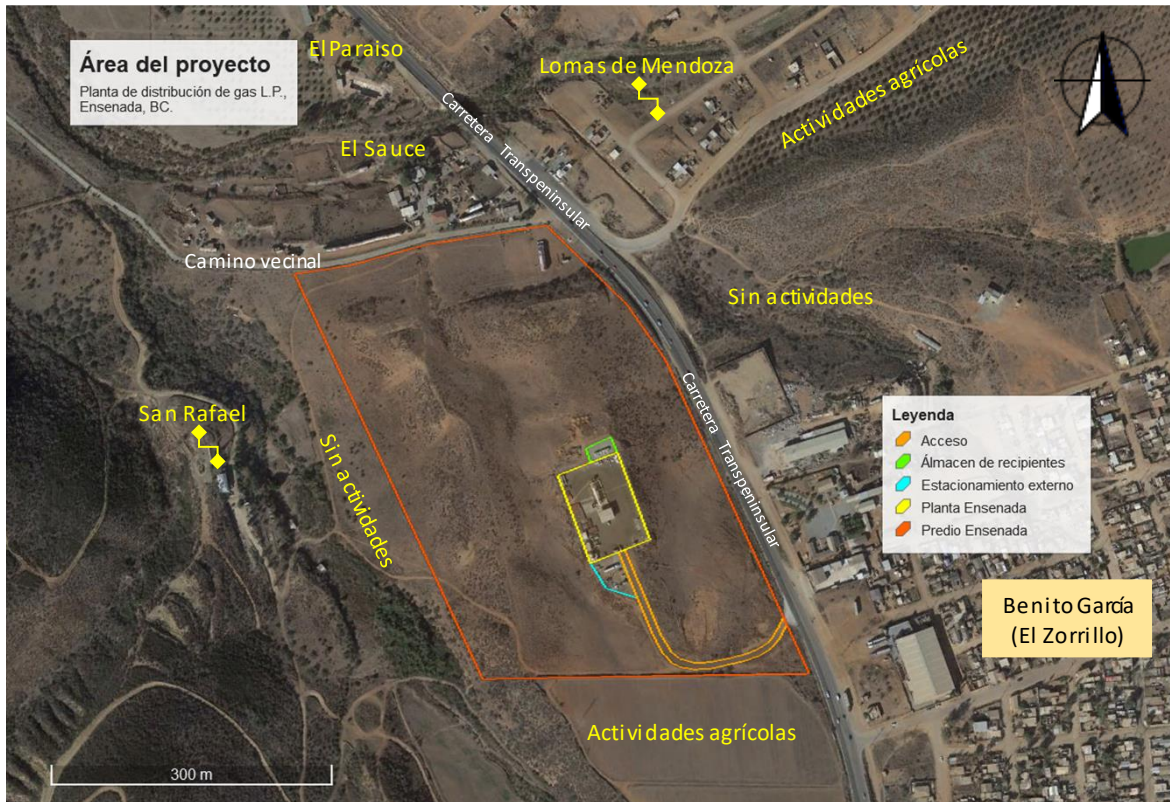 Área del proyecto
Planta de distribución de gas L.P.,
Ensenada, BC.
El Paraiso
Lomas de Mendoza
Actividades agrícolas
Carretera Transpeninsular
El Sauce
Camino vecinal
Sin actividades
San Rafael
Sin actividades
Carretera Transpeninsular
Leyenda
Acceso
Álmacen de recipientes
Estacionamiento externo
Planta Ensenada
Predio Ensenada
Benito García
(El Zorrillo)
Actividades agrícolas
300 m